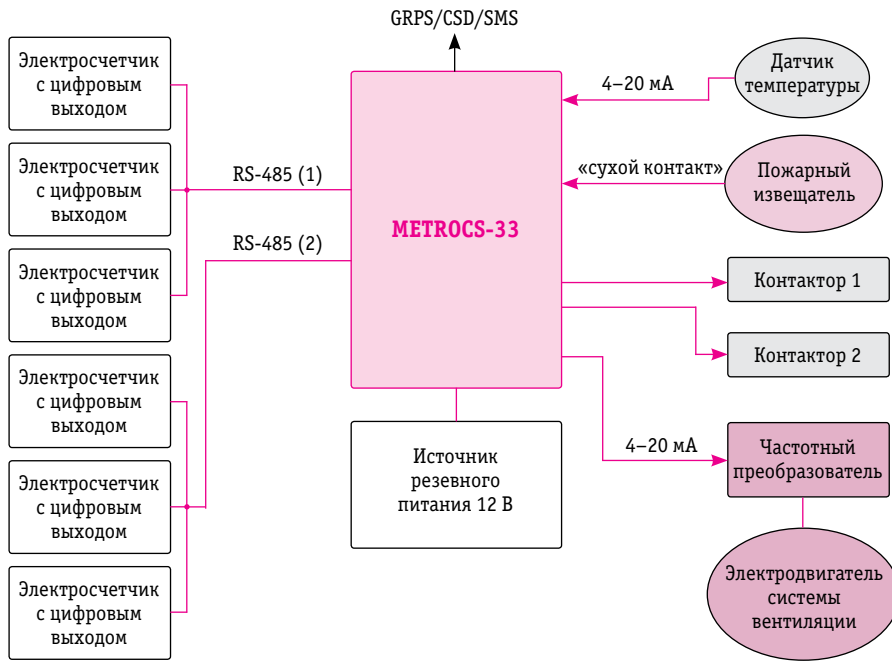 GRPS/CSD/SMS
Электросчетчик
с цифровым
выходом
Электросчетчик
с цифровым
выходом
Электросчетчик
с цифровым
выходом
Электросчетчик
с цифровым
выходом
Электросчетчик
с цифровым
выходом
Электросчетчик
с цифровым
выходом
RS-485 (1)
RS-485 (2)
METROCS-33
Источник
резевного
питания 12 В
4–20 мА
Датчик
температуры
«сухой контакт»
Пожарный
извещатель
Контактор 1
Контактор 2
4–20 мА
Частотный
преобразователь
Электродвигатель
системы
вентиляции